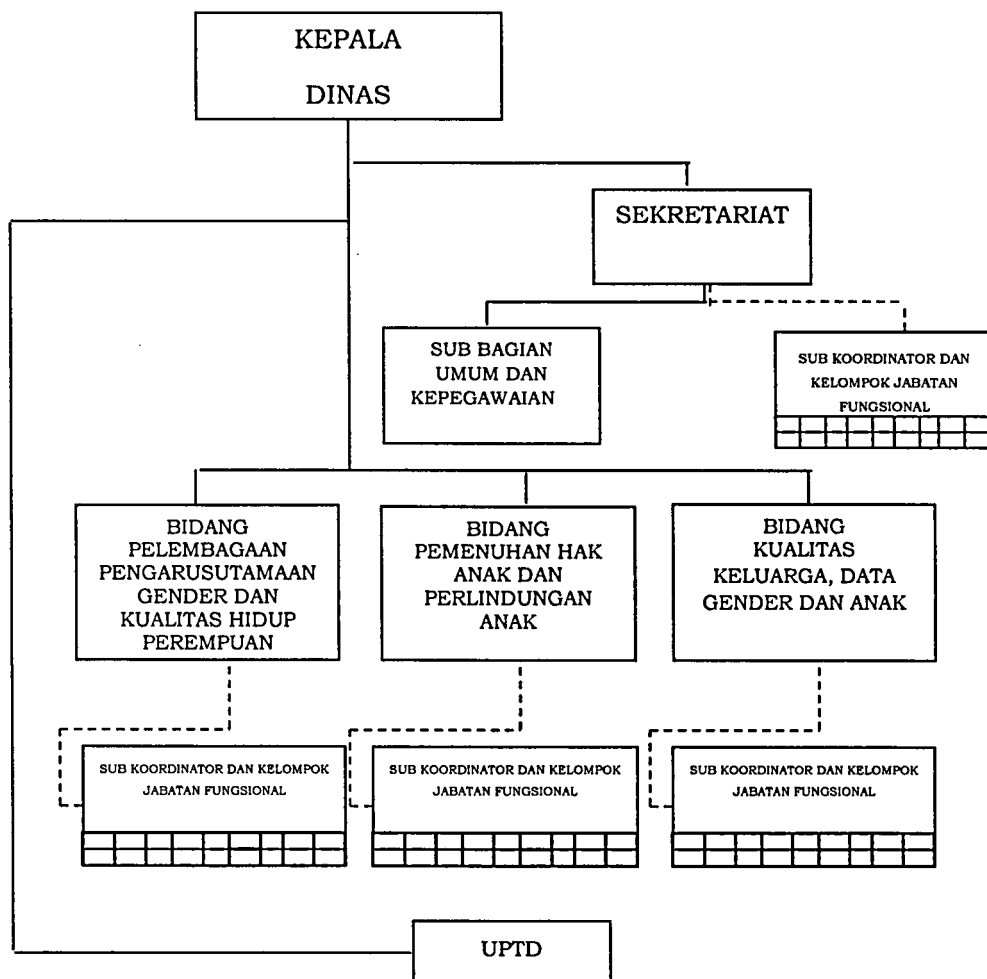 KEPALA
DINAS
SEKRETARIAT
SUB BAGIAN
UMUM DAN
KEPEGAWAIAN
SUB KOORDINATOR DAN
KELOMPOK JABATAN
FUNGSIONAL
BIDANG
PELEMBAGAAN
PENGARUSUTAMAAN
GENDER DAN
KUALITAS HIDUP
PEREMPUAN
BIDANG
PEMENUHAN HAK
ANAK DAN
PERLINDUNGAN
ANAK
BIDANG
KUALITAS
KELUARGA, DATA
GENDER DAN ANAK
SUB KOORDINATOR DAN KELOMPOK
JABATAN FUNGSIONAL
SUB KOORDINATOR DAN KELOMPOK
JABATAN FUNGSIONAL
SUB KOORDINATOR DAN KELOMPOK
JABATAN FUNGSIONAL
UPTD